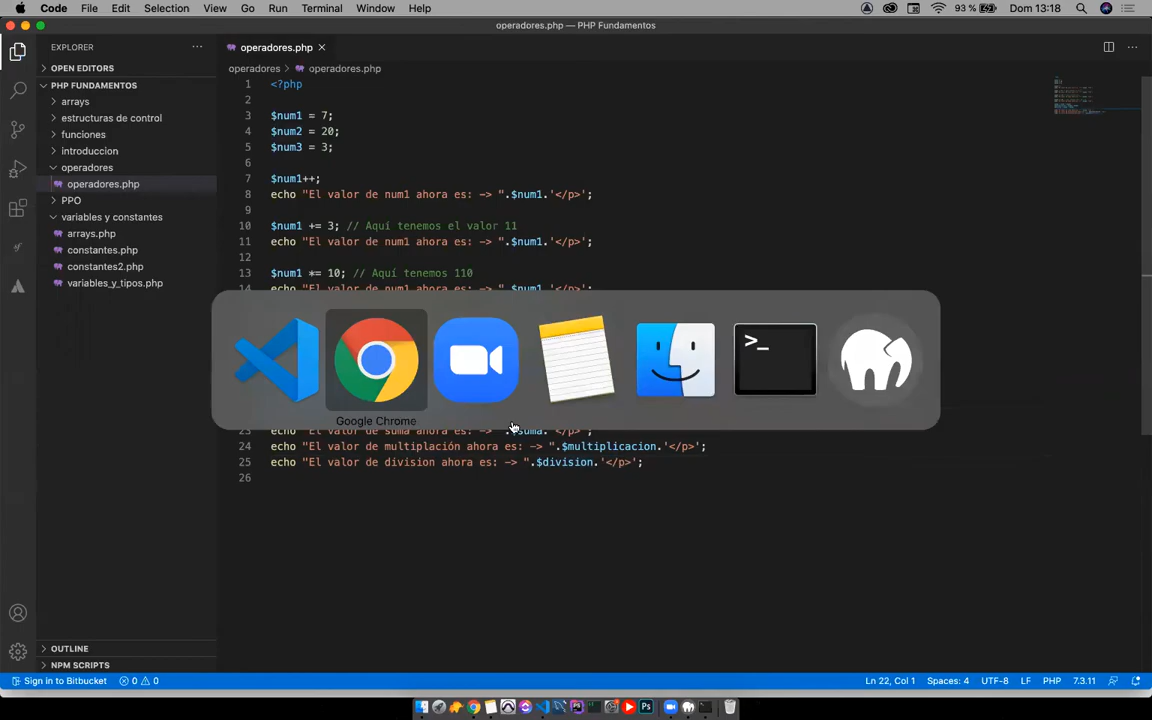 Code File Edit Selection View Go Run Terminal Window Help 93 % Dom 13:18
operadores.php — PHP Fundamentos
EXPLORER
OPEN EDITORS
PHP FUNDAMENTOS
arrays
estructuras de control
funciones
introduccion
operadores
operadores.php
PPO
variables y constantes
arrays.php
constantes.php
constantes2.php
variables_y_tipos.php
OUTLINE
NPM SCRIPTS
operadores.php
operadores > operadores.php
1 <?php
2
3 $num1 = 7;
4 $num2 = 20;
5 $num3 = 3;
6
7 $num1++;
8 echo "El valor de num1 ahora es: -> ".$num1.'</p>';
9
10 $num1 += 3; // Aquí tenemos el valor 11
11 echo "El valor de num1 ahora es: -> ".$num1.'</p>';
12
13 $num1 *= 10; // Aquí tenemos 110
echo "El valor de num1 ahora es: -> ".$num1.'</p>';
Google Chrome
echo "El valor de suma ahora es: -> ".$suma.'</p>';
24 echo "El valor de multiplación ahora es: -> ".$multiplicacion.'</p>';
25 echo "El valor de division ahora es: -> ".$division.'</p>';
26
Sign in to Bitbucket 0 0 Ln 22, Col 1 Spaces: 4 UTF-8 LF PHP 7.3.11